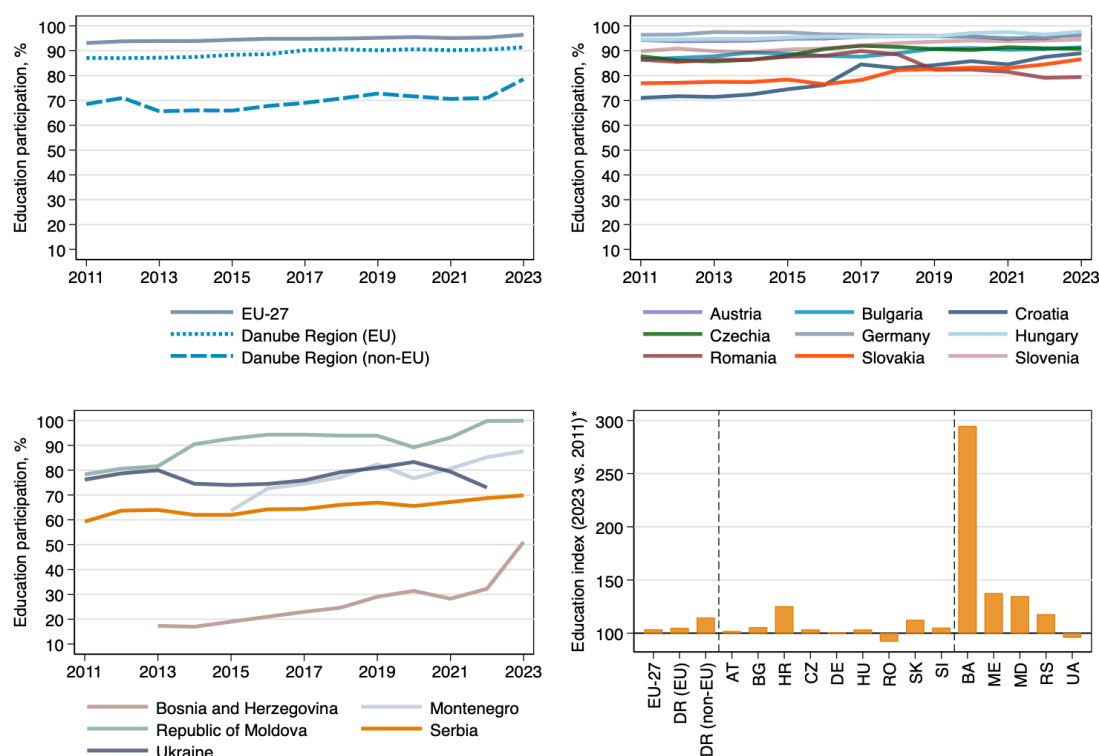 Education participation, %
100
90
80
70
60
50
40
30
20
10
2011 2013 2015 2017 2019 2021 2023
EU-27
Danube Region (EU)
Danube Region (non-EU)
Education participation, %
100
90
80
70
60
50
40
30
20
10
2011 2013 2015 2017 2019 2021 2023
Austria Bulgaria Croatia
Czechia Germany Hungary
Romania Slovakia Slovenia
Education participation, %
100
90
80
70
60
50
40
30
20
10
2011 2013 2015 2017 2019 2021 2023
Bosnia and Herzegovina Montenegro
Republic of Moldova Serbia
Ukraine
Education index (2023 vs. 2011)*
300
250
200
150
100
EU-27 DR (EU) DR (non-EU) AT BG HR CZ DE HU RO SK SI BA ME MD RS UA